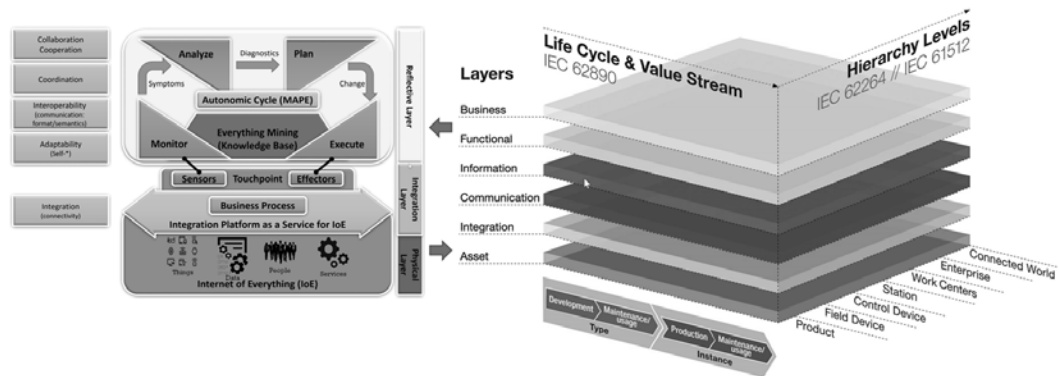 Collaboration
Cooperation
Coordination
Interoperability
(communication:
format/semantics)
Adaptability
(Self-*)
Integration
(connectivity)
Analyze
Diagnostics
Plan
Symptoms
Change
Autonomic Cycle (MAPE)
Everything Mining
(Knowledge Base)
Monitor
Execute
Sensors
Touchpoint
Effectors
Business Process
Integration Platform as a Service for IoE
Things
Data
People
Services
Internet of Everything (IoE)
Reflective Layer
Integration
Layer
Physical
Layer
Layers
Business
Functional
Information
Communication
Integration
Asset
Life Cycle & Value Stream
IEC 62890
Hierarchy Levels
IEC 62264 // IEC 61512
Connected World
Enterprise
Work Centers
Station
Control Device
Field Device
Product
Development
Maintenance/
usage
Type
Production
Maintenance/
usage
Instance